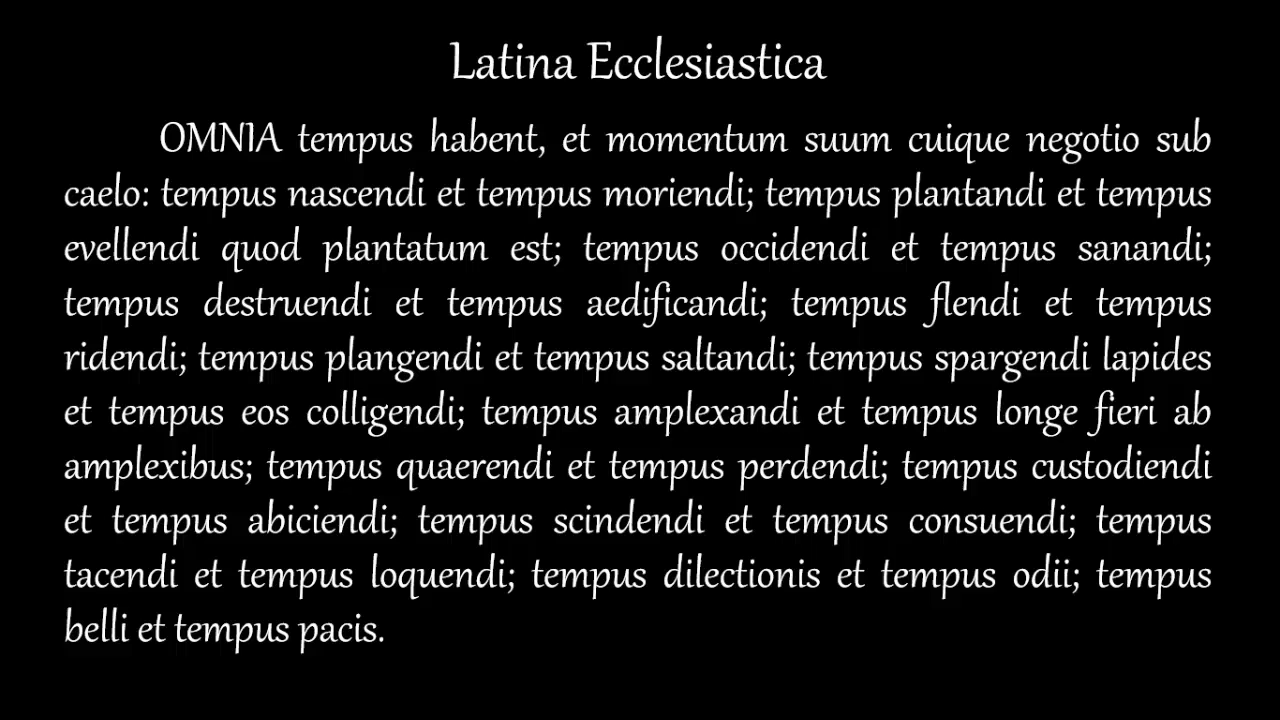 Latina Ecclesiastica
OMNIA tempus habent, et momentum suum cuique negotio sub
caelo: tempus nascendi et tempus moriendi; tempus plantandi et tempus
evellendi quod plantatum est; tempus occidendi et tempus sanandi;
tempus destruendi et tempus aedificandi; tempus flendi et tempus
ridendi; tempus plangendi et tempus saltandi; tempus spargendi lapides
et tempus eos colligendi; tempus amplexandi et tempus longe fieri ab
amplexibus; tempus quaerendi et tempus perdendi; tempus custodiendi
et tempus abiciendi; tempus scindendi et tempus consuendi; tempus
tacendi et tempus loquendi; tempus dilectionis et tempus odii; tempus
belli et tempus pacis.